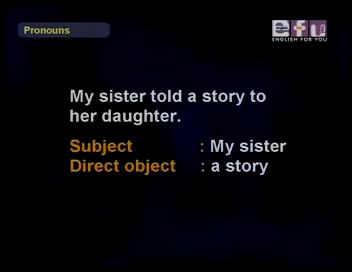 Pronouns
ENGLISH FOR YOU
My sister told a story to
her daughter.
Subject : My sister
Direct object : a story